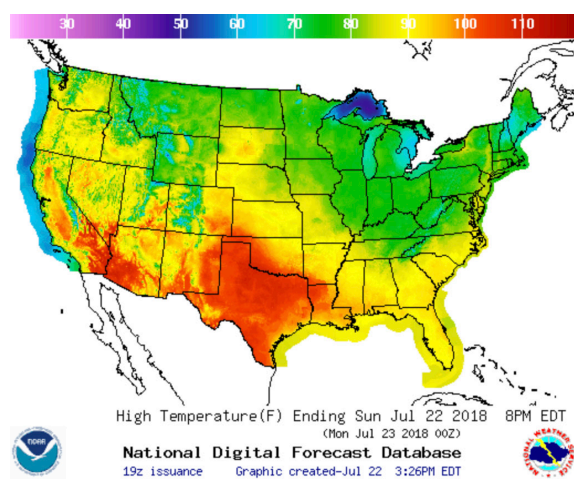 30 40 50 60 70 80 90 100 110
High Temperature(F) Ending Sun Jul 22 2018 8PM EDT
(Mon Jul 23 2018 00Z)
National Digital Forecast Database
19z issuance Graphic created-Jul 22 3:26PM EDT
NOAA